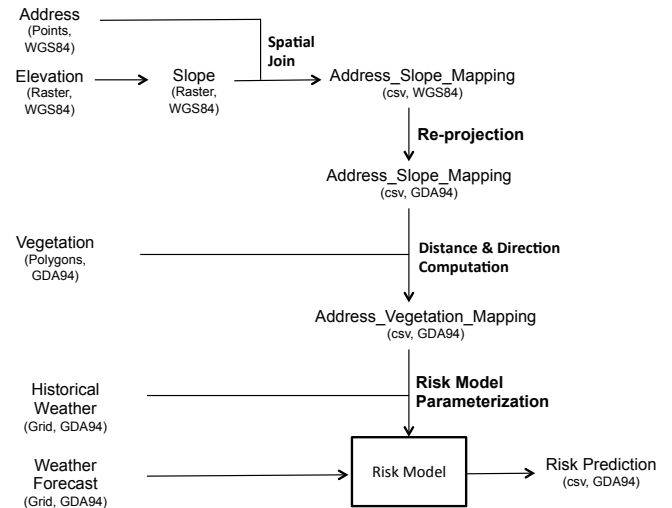 Address
(Points,
WGS84)
Spatial
Join
Elevation
(Raster,
WGS84)
Slope
(Raster,
WGS84)
Address_Slope_Mapping
(csv, WGS84)
Re-projection
Address_Slope_Mapping
(csv, GDA94)
Vegetation
(Polygons,
GDA94)
Distance & Direction
Computation
Address_Vegetation_Mapping
(csv, GDA94)
Historical
Weather
(Grid, GDA94)
Risk Model
Parameterization
Weather
Forecast
(Grid, GDA94)
Risk Model
Risk Prediction
(csv, GDA94)